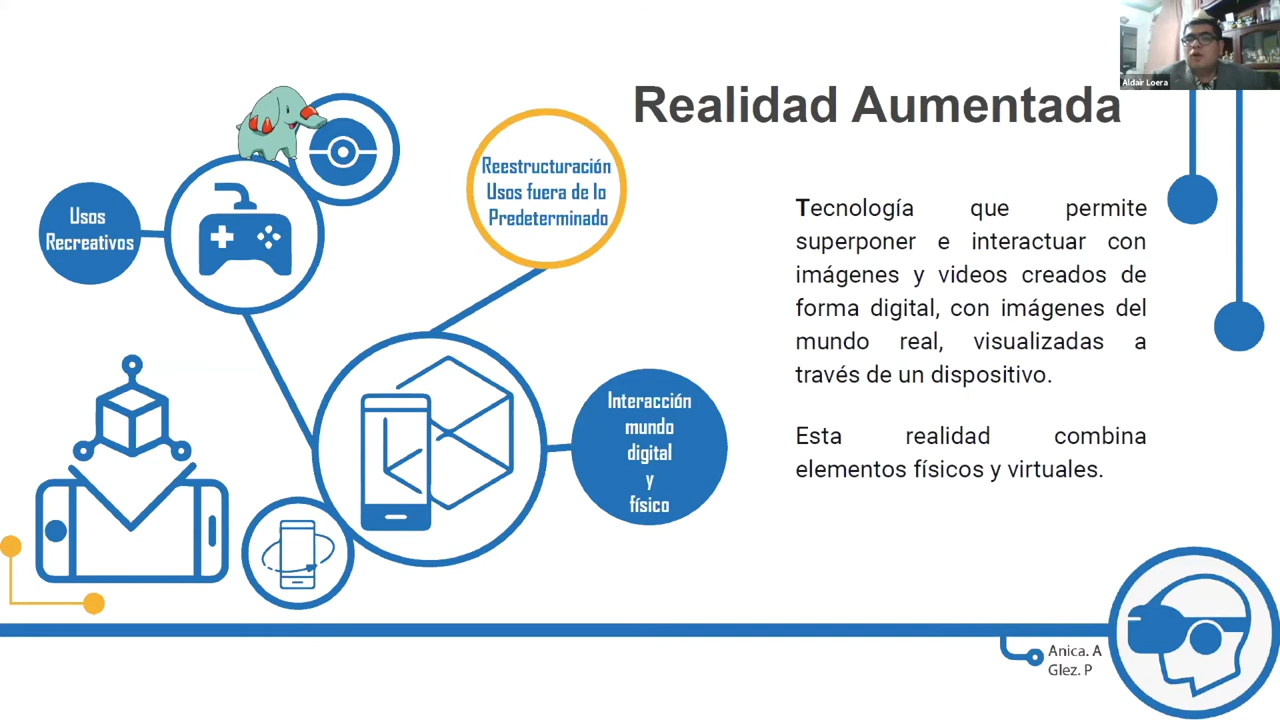 Aldair Loera
Realidad Aumentada
Usos
Recreativos
Reestructuración
Usos fuera de lo
Predeterminado
Interacción
mundo
digital
y
físico
Tecnología que permite
superponer e interactuar con
imágenes y videos creados de
forma digital, con imágenes del
mundo real, visualizadas a
través de un dispositivo.
Esta realidad combina
elementos físicos y virtuales.
Anica. A
Glez. P